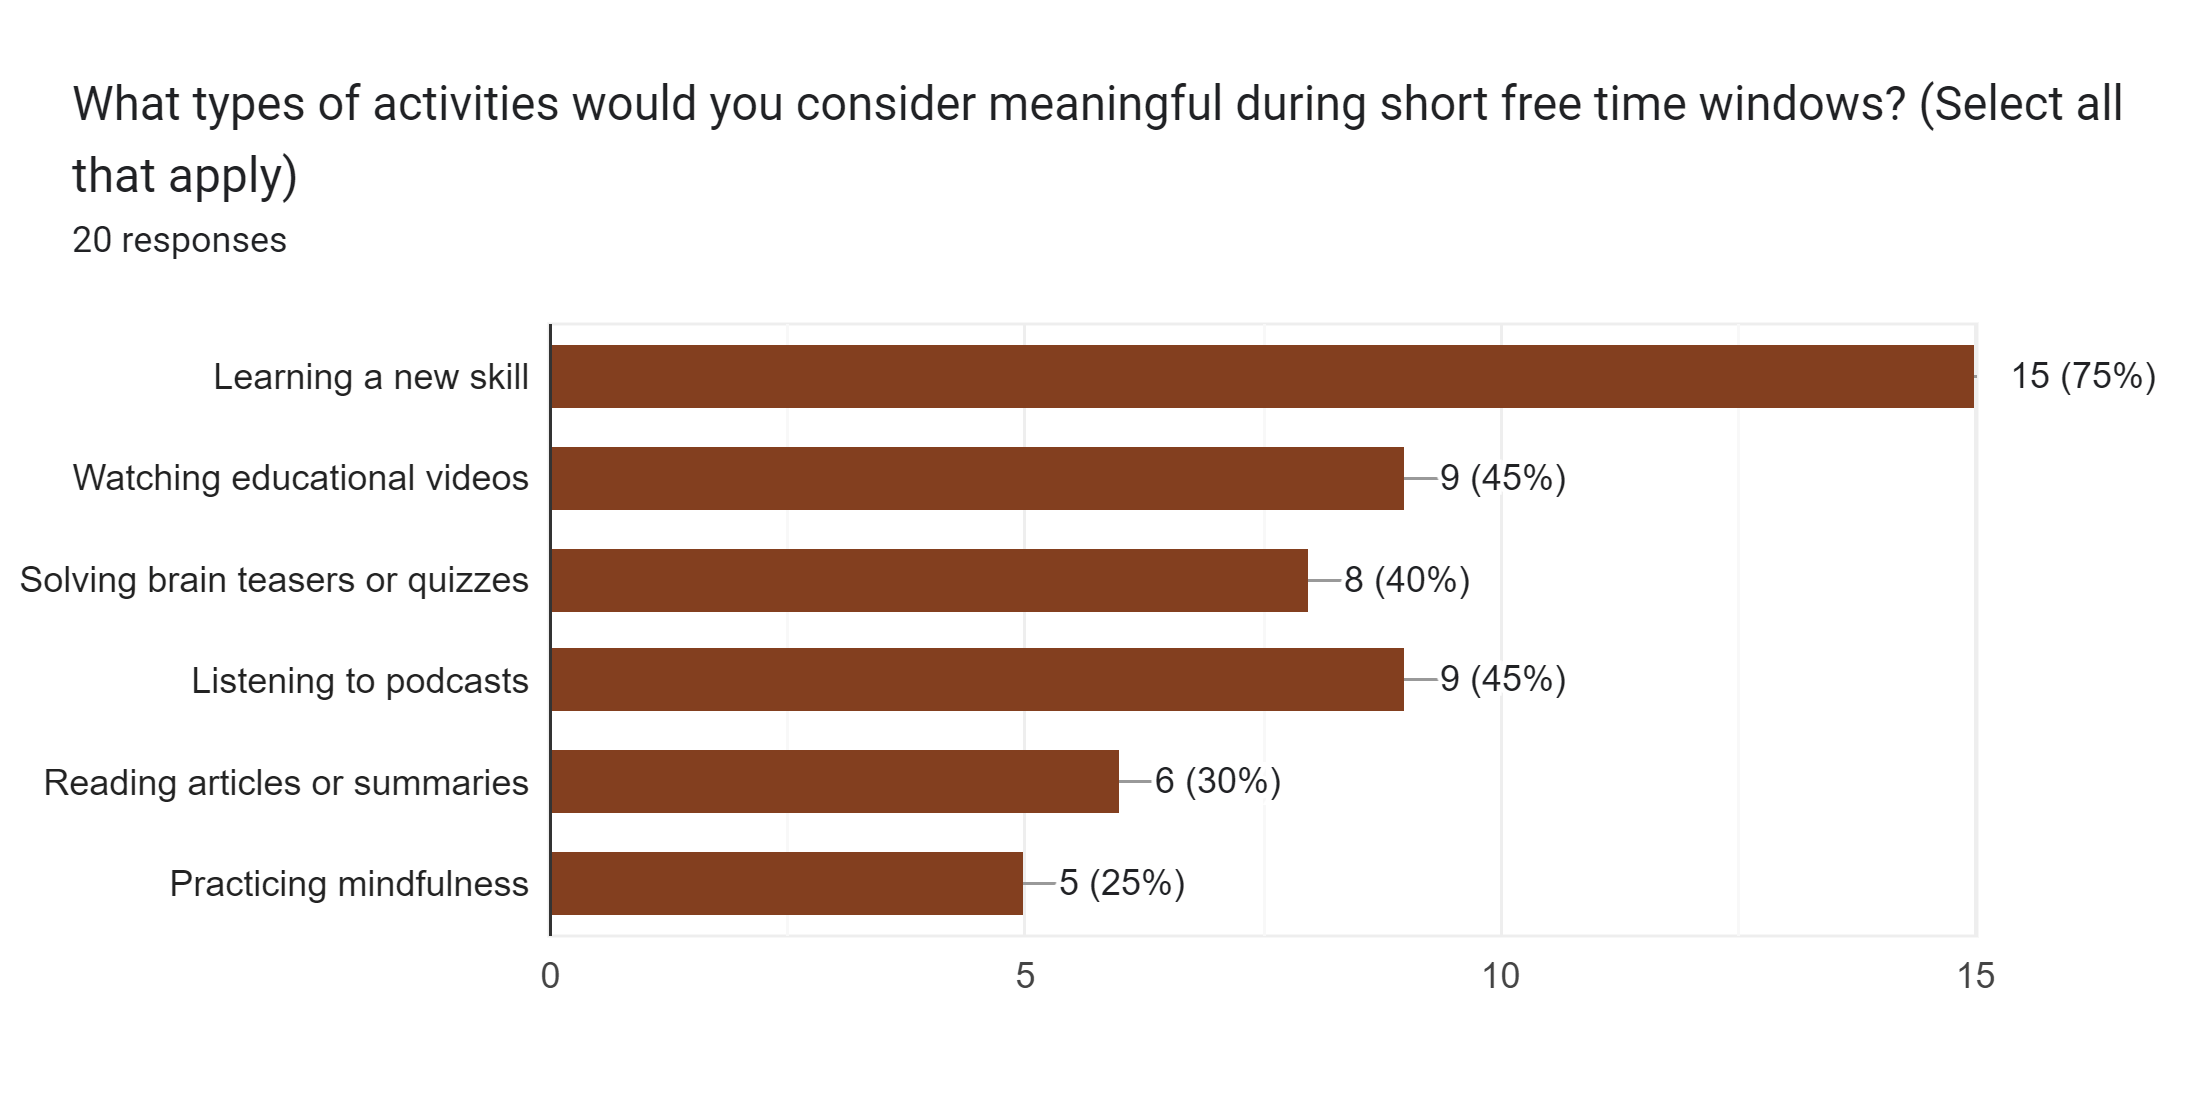 What types of activities would you consider meaningful during short free time windows? (Select all
that apply)
20 responses
Learning a new skill
15 (75%)
Watching educational videos
9 (45%)
Solving brain teasers or quizzes
8 (40%)
Listening to podcasts
9 (45%)
Reading articles or summaries
6 (30%)
Practicing mindfulness
5 (25%)
0 5 10 15